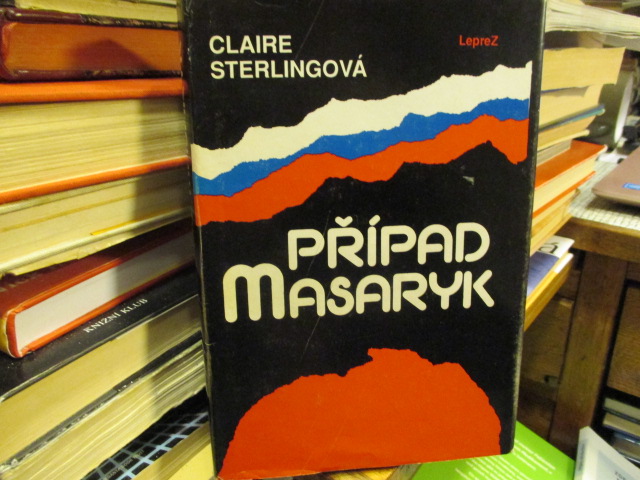 CLAIRE
STERLINGOVÁ
LepreZ
PŘÍPAD
MASARYK
KNIŽNÍ KLUB